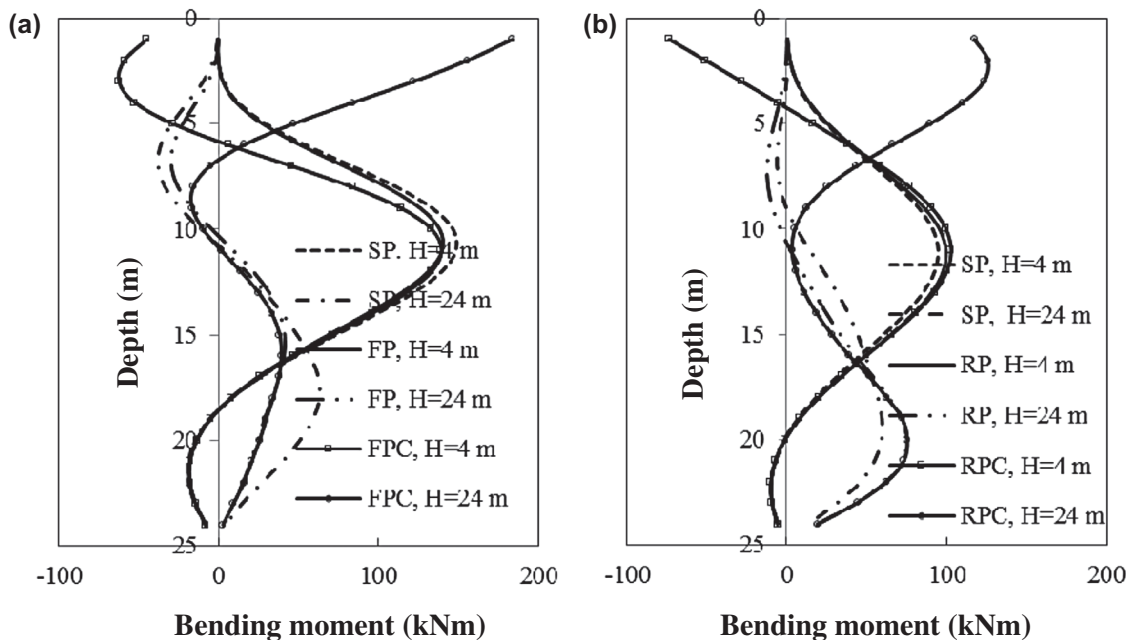 (a)
0
5
10
15
20
25
-100
0
100
200
Depth (m)
Bending moment (kNm)
SP. H=4 m
SP, H=24 m
FP, H=4 m
FP, H=24 m
FPC, H=4 m
FPC, H=24 m
(b)
0
5
10
15
20
25
-100
0
100
200
Depth (m)
Bending moment (kNm)
SP, H=4 m
SP, H=24 m
RP, H=4 m
RP, H=24 m
RPC, H=4 m
RPC, H=24 m